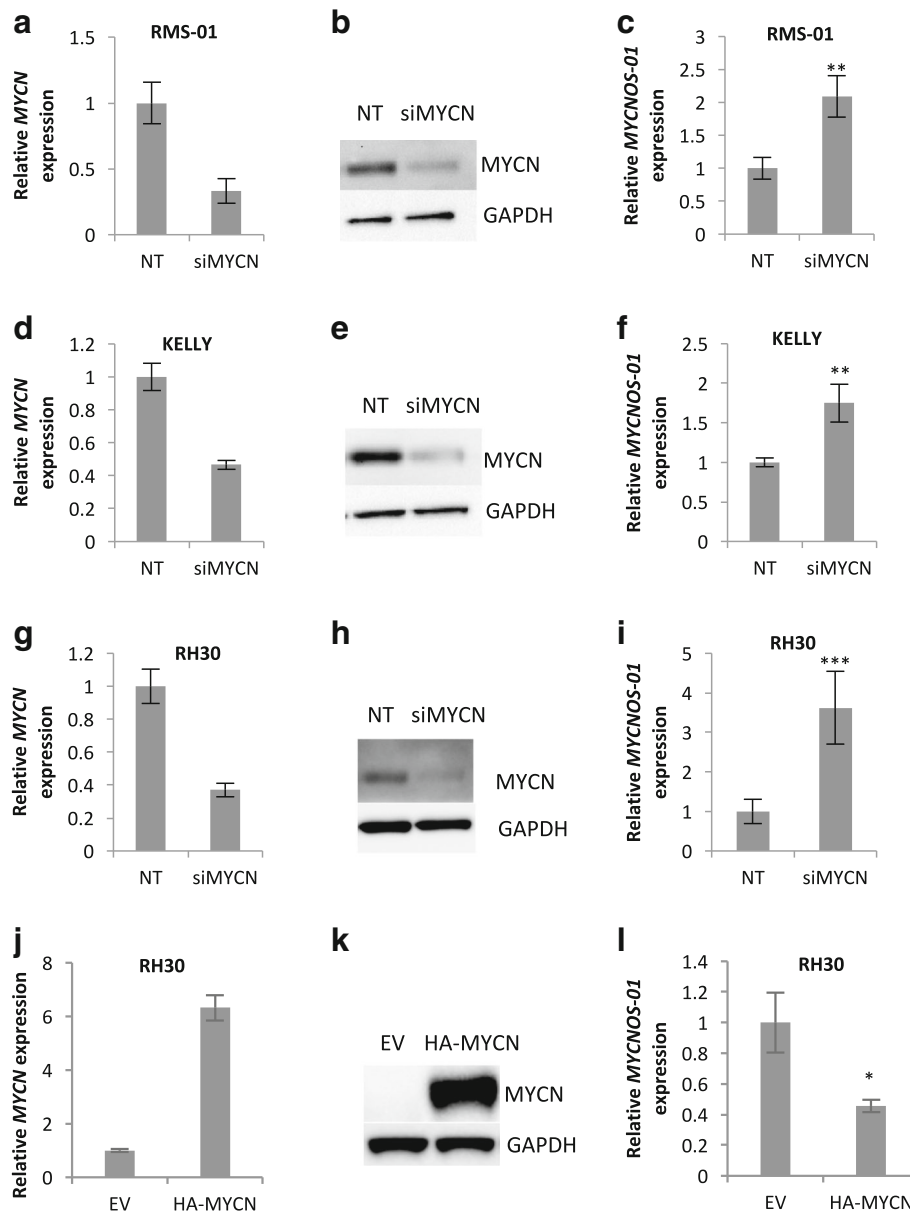 a
RMS-01
Relative MYCN
expression
1.5
1
0.5
0
NT
siMYCN
b
NT siMYCN
MYCN
GAPDH
c
RMS-01
Relative MYCNOS-01
expression
3
2.5
2
1.5
1
0.5
0
**
NT
siMYCN
d
KELLY
Relative MYCN
expression
1.2
1
0.8
0.6
0.4
0.2
0
NT
siMYCN
e
NT siMYCN
MYCN
GAPDH
f
KELLY
Relative MYCNOS-01
expression
2.5
2
1.5
1
0.5
0
**
NT
siMYCN
g
RH30
Relative MYCN
expression
1.2
1
0.8
0.6
0.4
0.2
0
NT
siMYCN
h
NT siMYCN
MYCN
GAPDH
i
RH30
Relative MYCNOS-01
expression
5
4
3
2
1
0
***
NT
siMYCN
j
RH30
Relative MYCN expression
8
6
4
2
0
EV
HA-MYCN
k
EV HA-MYCN
MYCN
GAPDH
l
RH30
Relative MYCNOS-01
expression
1.4
1.2
1
0.8
0.6
0.4
0.2
0
*
EV
HA-MYCN